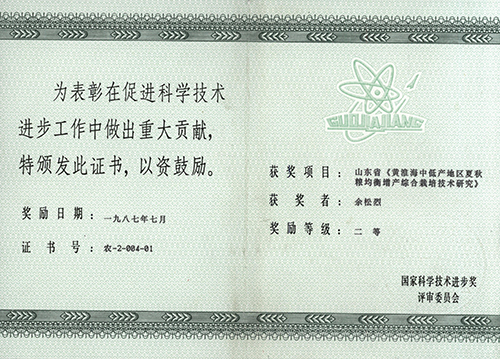 为表彰在促进科学技术
进步工作中做出重大贡献，
特颁发此证书，以资鼓励。
奖励日期：一九八七年七月
证书号：农-2-004-01
GUOJIAJIANG
获奖项目：山东省《黄淮海中低产地区夏秋
粮均衡增产综合栽培技术研究》
获奖者：余松烈
奖励等级：二等
国家科学技术进步奖
评审委员会